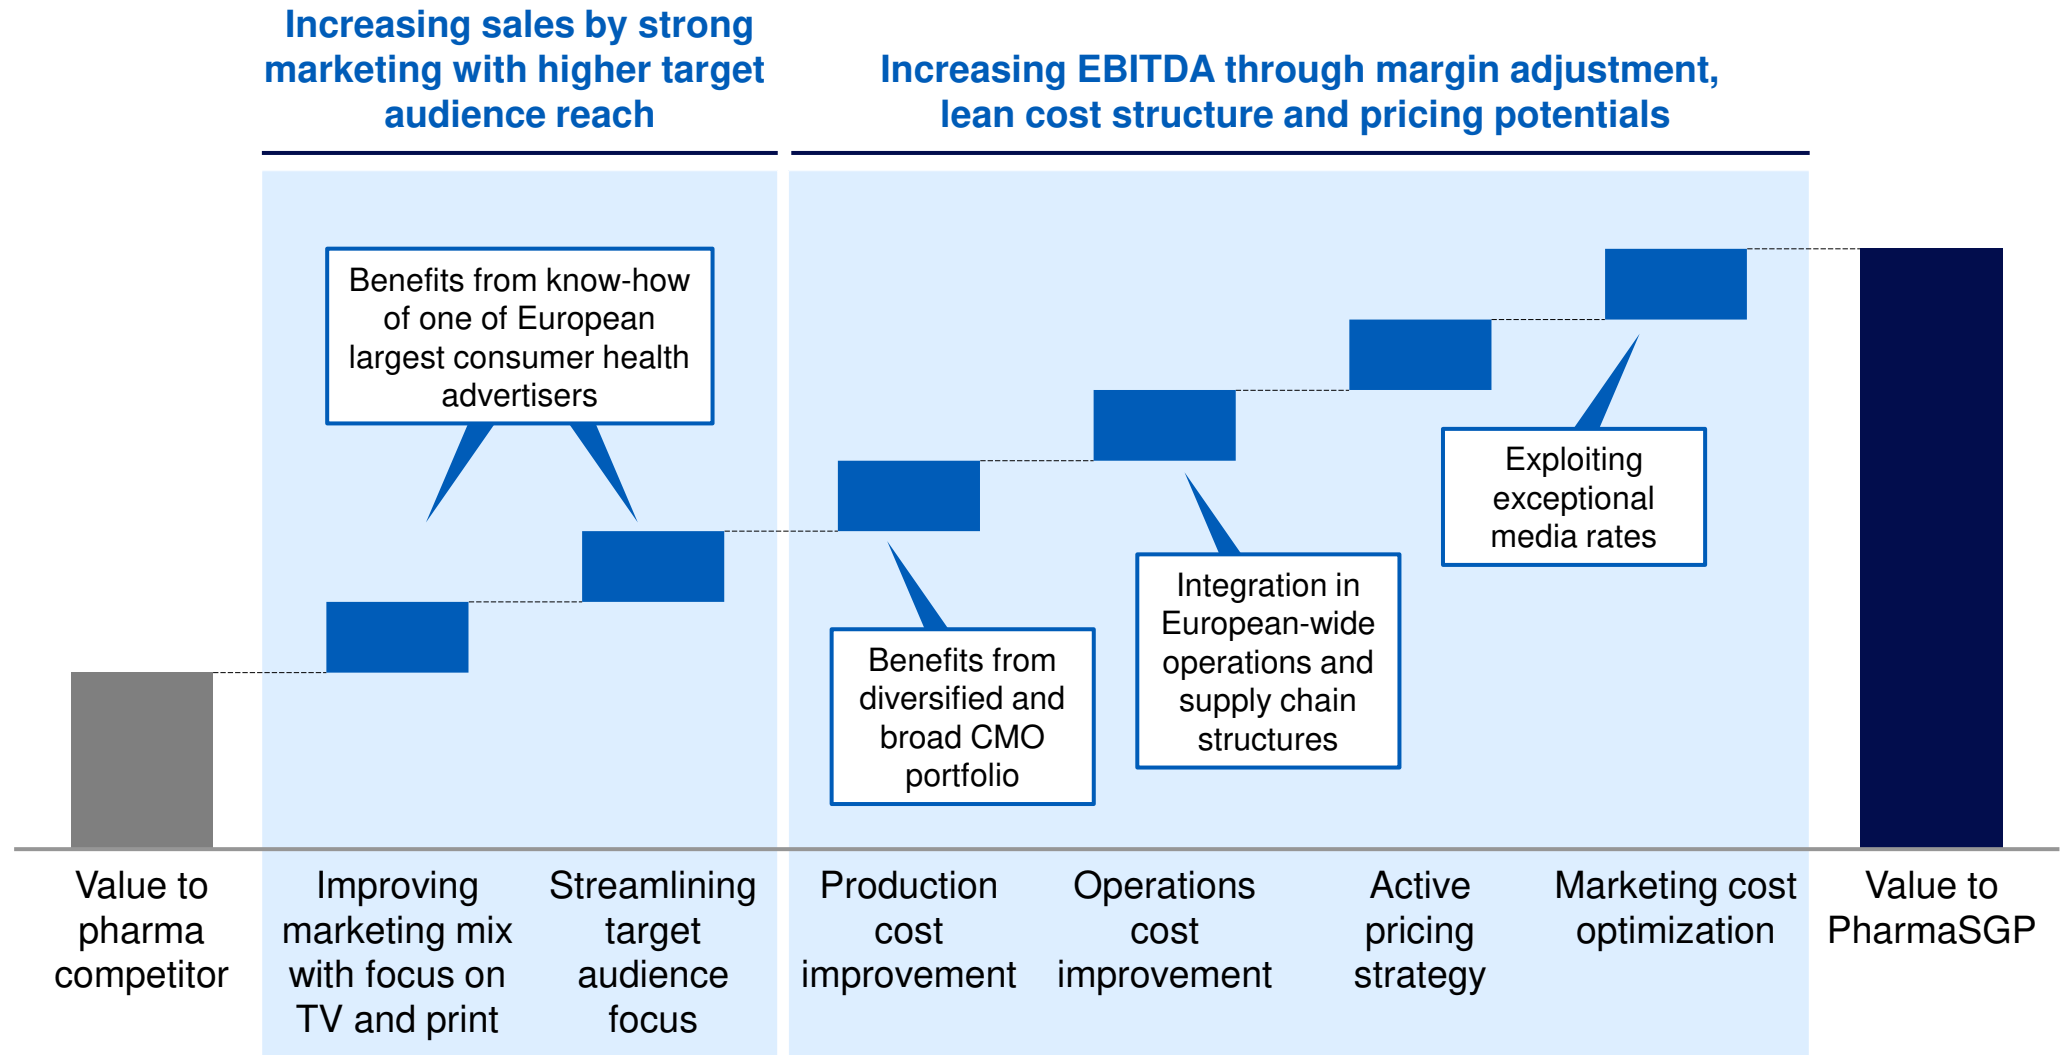 Increasing sales by strong
marketing with higher target
audience reach
Increasing EBITDA through margin adjustment,
lean cost structure and pricing potentials
Benefits from know-how
of one of European
largest consumer health
advertisers
Exploiting
exceptional
media rates
Integration in
European-wide
operations and
supply chain
structures
Benefits from
diversified and
broad CMO
portfolio
Value to
pharma
competitor
Improving
marketing mix
with focus on
TV and print
Streamlining
target
audience
focus
Production
cost
improvement
Operations
cost
improvement
Active
pricing
strategy
Marketing cost
optimization
Value to
PharmaSGP